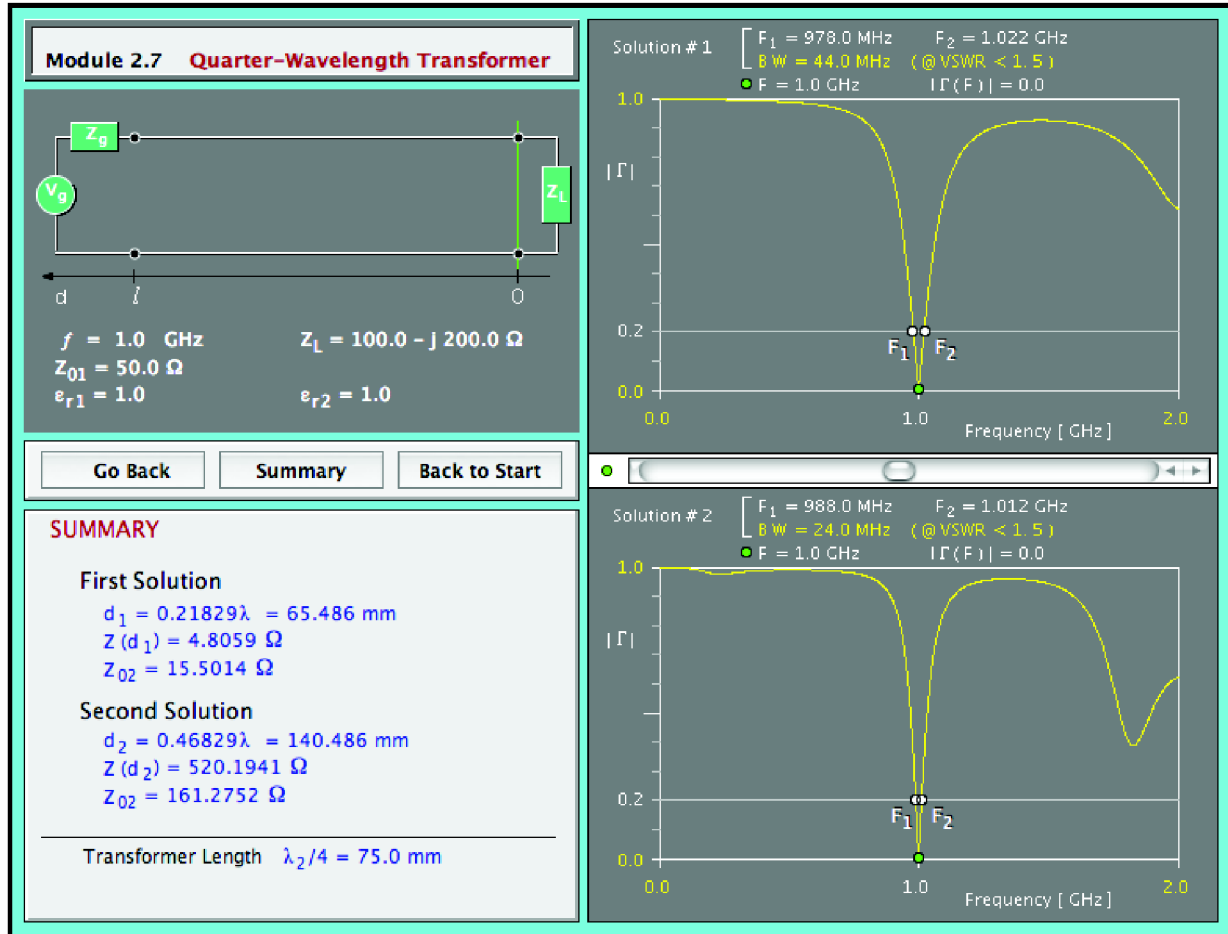 Module 2.7 Quarter-Wavelength Transformer
Zg
Vg
ZL
d
l
0
f = 1.0 GHz
ZL = 100.0 - j 200.0 Ω
Z01 = 50.0 Ω
εr1 = 1.0
εr2 = 1.0
Go Back
Summary
Back to Start
SUMMARY
First Solution
d1 = 0.21829λ = 65.486 mm
Z (d1) = 4.8059 Ω
Z02 = 15.5014 Ω
Second Solution
d2 = 0.46829λ = 140.486 mm
Z (d2) = 520.1941 Ω
Z02 = 161.2752 Ω
Transformer Length λ2/4 = 75.0 mm
Solution # 1
F1 = 978.0 MHz F2 = 1.022 GHz
BW = 44.0 MHz (@ VSWR < 1.5)
F = 1.0 GHz |Γ(F)| = 0.0
1.0
|Γ|
0.2
F1 F2
0.0
0.0 1.0 2.0
Frequency [ GHz ]
Solution # 2
F1 = 988.0 MHz F2 = 1.012 GHz
BW = 24.0 MHz (@ VSWR < 1.5)
F = 1.0 GHz |Γ(F)| = 0.0
1.0
|Γ|
0.2
F1 F2
0.0
0.0 1.0 2.0
Frequency [ GHz ]